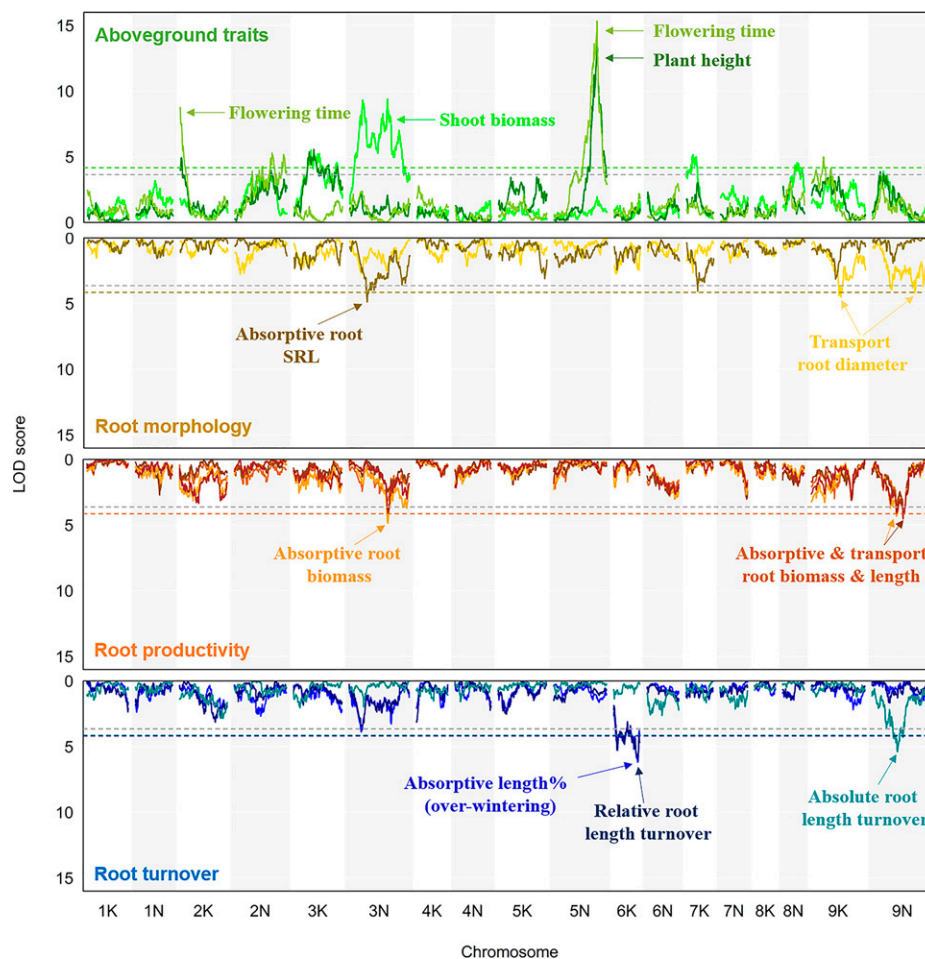 15
Aboveground traits
Flowering time
Plant height
10
Flowering time
Shoot biomass
5
0
0
5
Absorptive root
SRL
Transport
root diameter
10
Root morphology
15
LOD score
0
5
Absorptive root
biomass
Absorptive & transport
root biomass & length
10
Root productivity
15
0
5
Absorptive length%
(over-wintering)
Relative root
length turnover
Absolute root
length turnover
10
Root turnover
15
1K 1N 2K 2N 3K 3N 4K 4N 5K 5N 6K 6N 7K 7N 8K 8N 9K 9N
Chromosome